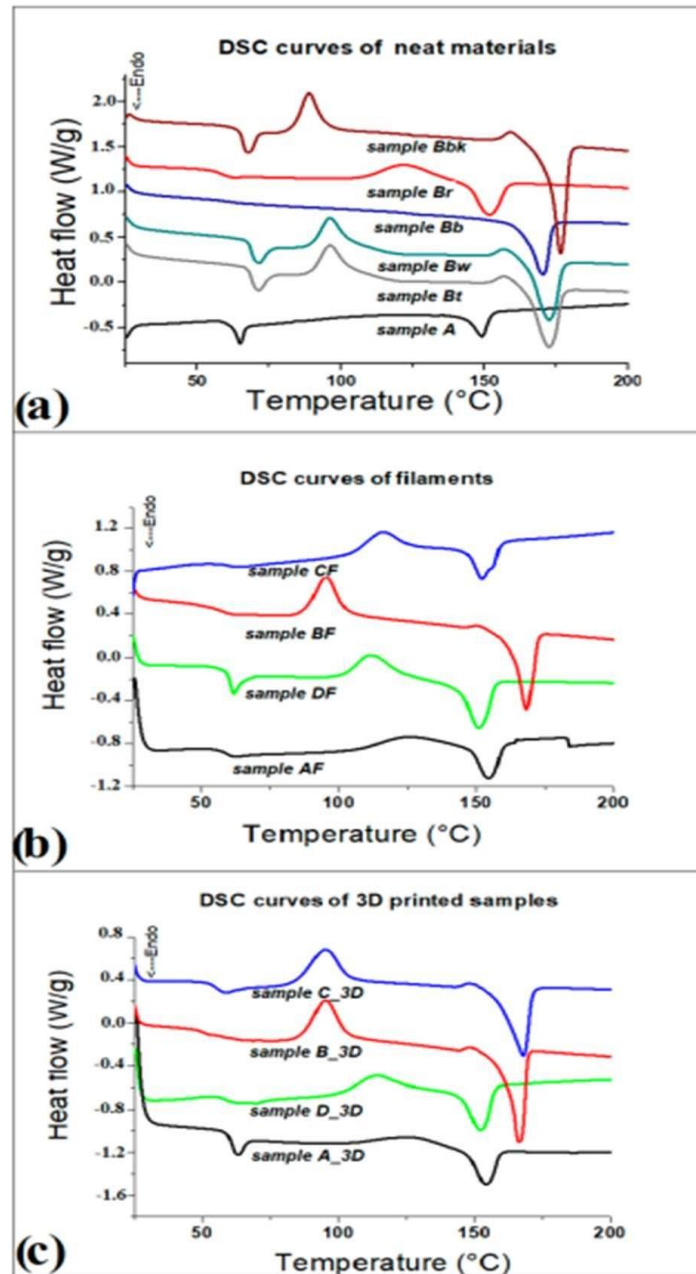 DSC curves of neat materials
<---Endo
Heat flow (W/g)
2.0
1.5
1.0
0.5
0.0
-0.5
sample Bbk
sample Br
sample Bb
sample Bw
sample Bt
sample A
50 100 150 200
Temperature (°C)
(a)
DSC curves of filaments
<---Endo
Heat flow (W/g)
1.2
0.8
0.4
0.0
-0.4
-0.8
-1.2
sample CF
sample BF
sample DF
sample AF
50 100 150 200
Temperature (°C)
(b)
DSC curves of 3D printed samples
<---Endo
Heat flow (W/g)
0.8
0.4
0.0
-0.4
-0.8
-1.2
-1.6
sample C_3D
sample B_3D
sample D_3D
sample A_3D
50 100 150 200
Temperature (°C)
(c)